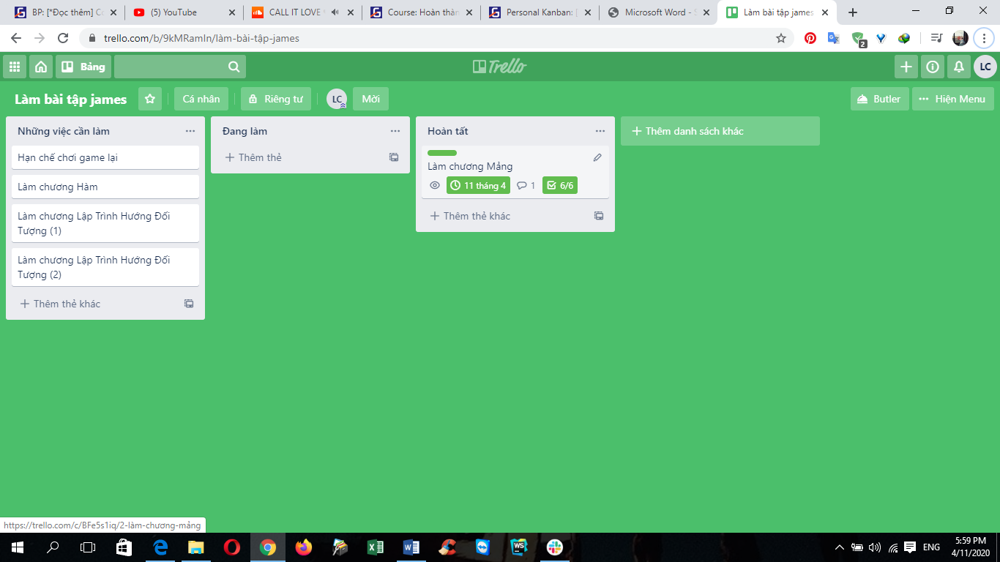 BP: [*Đọc thêm] Co
(5) YouTube
CALL IT LOVE
Course: Hoàn thàn
Personal Kanban: [
Microsoft Word - S
Làm bài tập james
trello.com/b/9kMRamIn/làm-bài-tập-james
2
Bảng
Trello
LC
Làm bài tập james
Cá nhân
Riêng tư
LC
Mời
Butler
Hiện Menu
Những việc cần làm
Hạn chế chơi game lại
Làm chương Hàm
Làm chương Lập Trình Hướng Đối
Tượng (1)
Làm chương Lập Trình Hướng Đối
Tượng (2)
Thêm thẻ khác
Đang làm
Thêm thẻ
Hoàn tất
Làm chương Mảng
11 tháng 4
1
6/6
Thêm thẻ khác
Thêm danh sách khác
https://trello.com/c/BFe5s1iq/2-làm-chương-mảng
WS
ENG
5:59 PM
4/11/2020